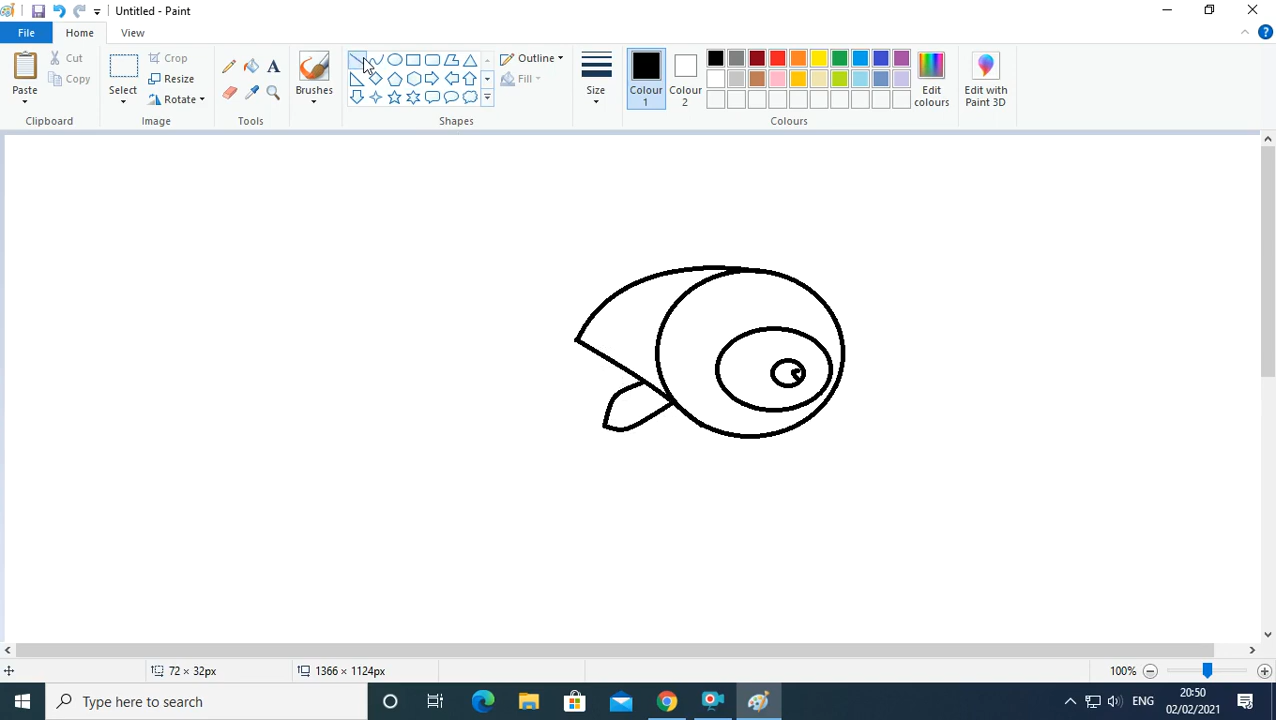 Untitled - Paint
File Home View
Paste Cut Copy
Clipboard
Select Crop Resize Rotate
Image
A
Tools
Brushes
Shapes
Outline Fill
Size
Colour 1
Colour 2
Edit colours
Colours
Edit with Paint 3D
72 × 32px
1366 × 1124px
100%
Type here to search
ENG
20:50
02/02/2021